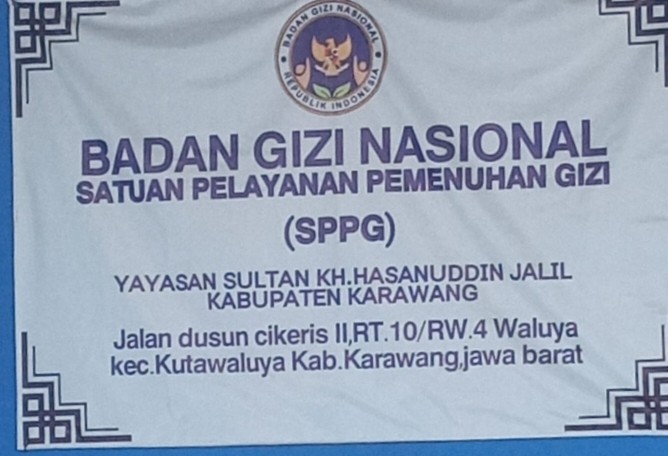 BADAN GIZI NASIONAL
REPUBLIK INDONESIA
BADAN GIZI NASIONAL
SATUAN PELAYANAN PEMENUHAN GIZI
(SPPG)
YAYASAN SULTAN KH.HASANUDDIN JALIL
KABUPATEN KARAWANG
Jalan dusun cikeris II,RT.10/RW.4 Waluya
kec.Kutawaluya Kab.Karawang,jawa barat